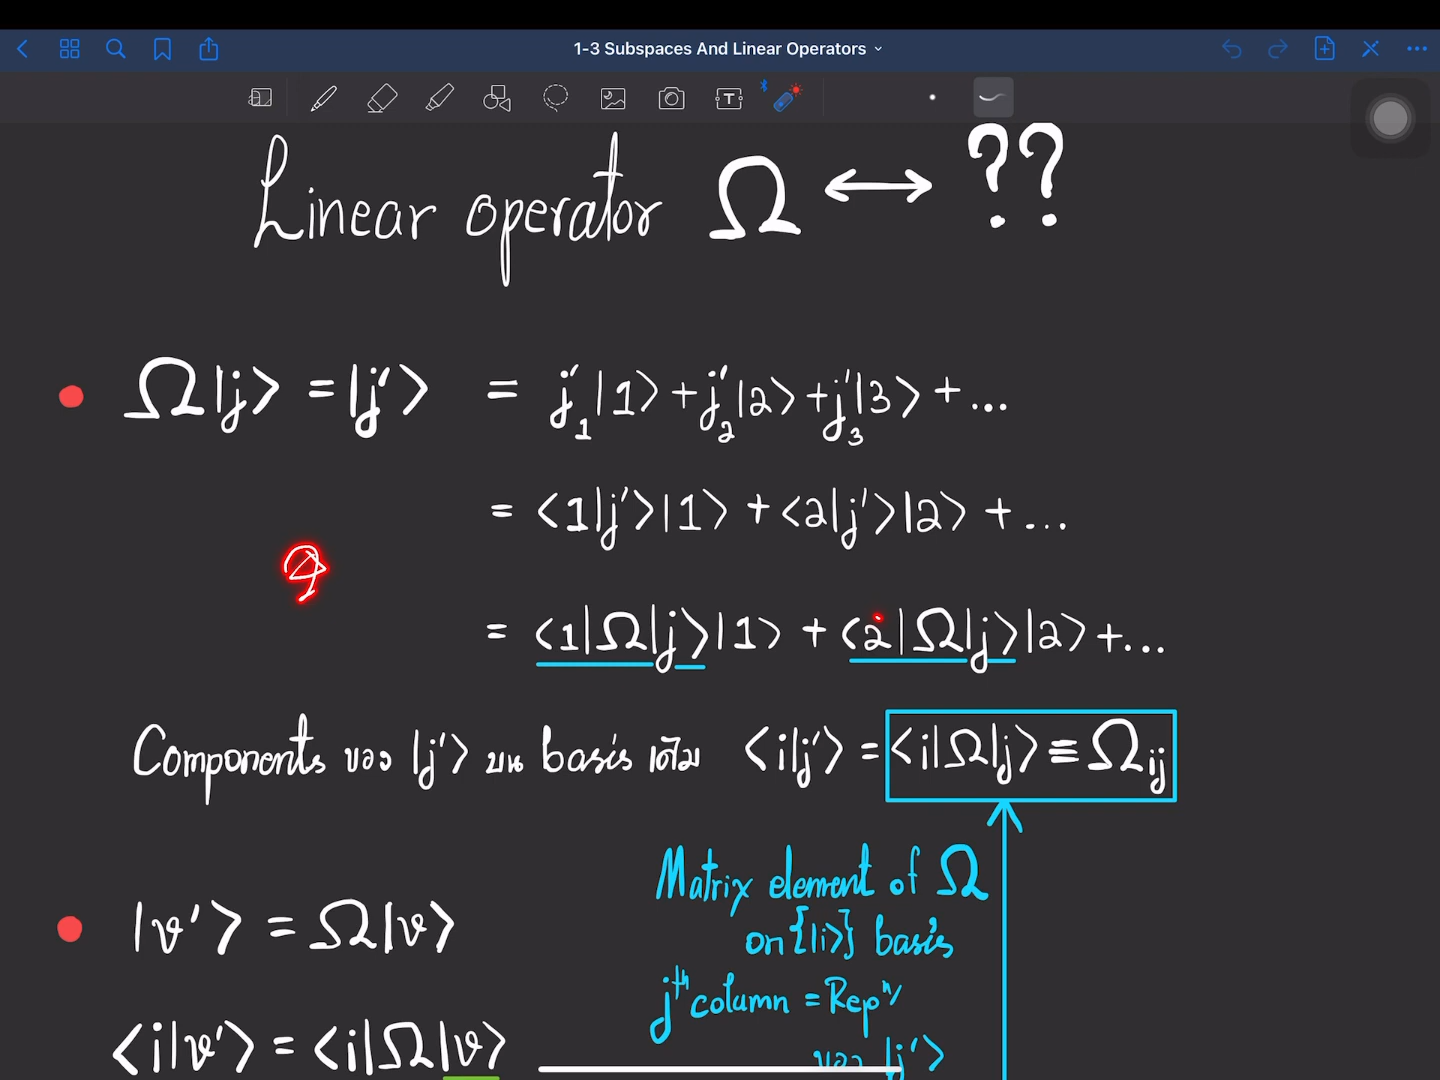 1-3 Subspaces And Linear Operators
Linear operator Ω ↔ ??
Ω|j⟩ = |j'⟩ = j'₁|1⟩ + j'₂|2⟩ + j'₃|3⟩ + ...
= ⟨1|j'⟩|1⟩ + ⟨2|j'⟩|2⟩ + ...
= ⟨1|Ω|j⟩|1⟩ + ⟨2|Ω|j⟩|2⟩ + ...
Components ของ |j'⟩ บน basis เดิม ⟨i|j'⟩ = ⟨i|Ω|j⟩ ≡ Ωᵢⱼ
Matrix element of Ω
on {|i⟩} basis
jᵗʰ column = Repⁿ
ของ |j'⟩
|v'⟩ = Ω|v⟩
⟨i|v'⟩ = ⟨i|Ω|v⟩